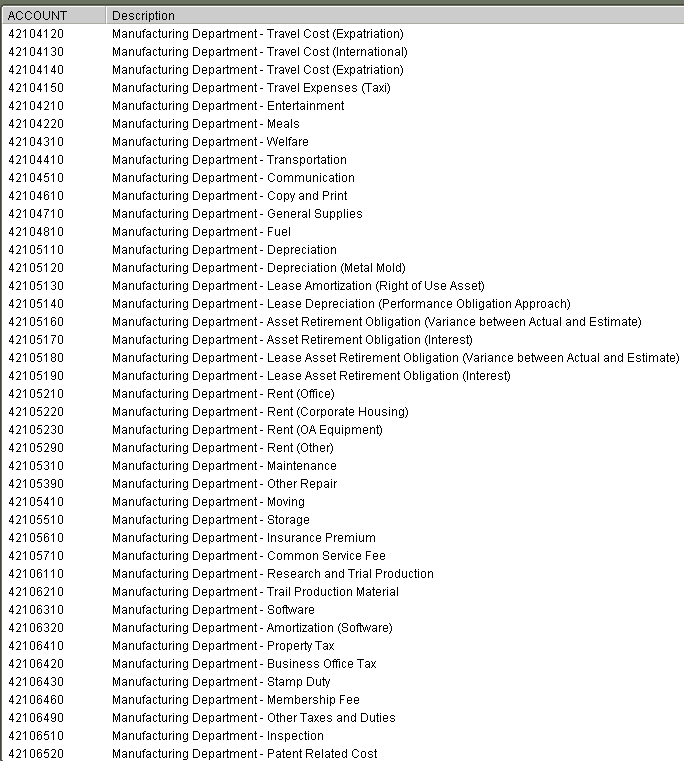 ACCOUNT Description
42104120 Manufacturing Department - Travel Cost (Expatriation)
42104130 Manufacturing Department - Travel Cost (International)
42104140 Manufacturing Department - Travel Cost (Expatriation)
42104150 Manufacturing Department - Travel Expenses (Taxi)
42104210 Manufacturing Department - Entertainment
42104220 Manufacturing Department - Meals
42104310 Manufacturing Department - Welfare
42104410 Manufacturing Department - Transportation
42104510 Manufacturing Department - Communication
42104610 Manufacturing Department - Copy and Print
42104710 Manufacturing Department - General Supplies
42104810 Manufacturing Department - Fuel
42105110 Manufacturing Department - Depreciation
42105120 Manufacturing Department - Depreciation (Metal Mold)
42105130 Manufacturing Department - Lease Amortization (Right of Use Asset)
42105140 Manufacturing Department - Lease Depreciation (Performance Obligation Approach)
42105160 Manufacturing Department - Asset Retirement Obligation (Variance between Actual and Estimate)
42105170 Manufacturing Department - Asset Retirement Obligation (Interest)
42105180 Manufacturing Department - Lease Asset Retirement Obligation (Variance between Actual and Estimate)
42105190 Manufacturing Department - Lease Asset Retirement Obligation (Interest)
42105210 Manufacturing Department - Rent (Office)
42105220 Manufacturing Department - Rent (Corporate Housing)
42105230 Manufacturing Department - Rent (OA Equipment)
42105290 Manufacturing Department - Rent (Other)
42105310 Manufacturing Department - Maintenance
42105390 Manufacturing Department - Other Repair
42105410 Manufacturing Department - Moving
42105510 Manufacturing Department - Storage
42105610 Manufacturing Department - Insurance Premium
42105710 Manufacturing Department - Common Service Fee
42106110 Manufacturing Department - Research and Trial Production
42106210 Manufacturing Department - Trail Production Material
42106310 Manufacturing Department - Software
42106320 Manufacturing Department - Amortization (Software)
42106410 Manufacturing Department - Property Tax
42106420 Manufacturing Department - Business Office Tax
42106430 Manufacturing Department - Stamp Duty
42106460 Manufacturing Department - Membership Fee
42106490 Manufacturing Department - Other Taxes and Duties
42106510 Manufacturing Department - Inspection
42106520 Manufacturing Department - Patent Related Cost